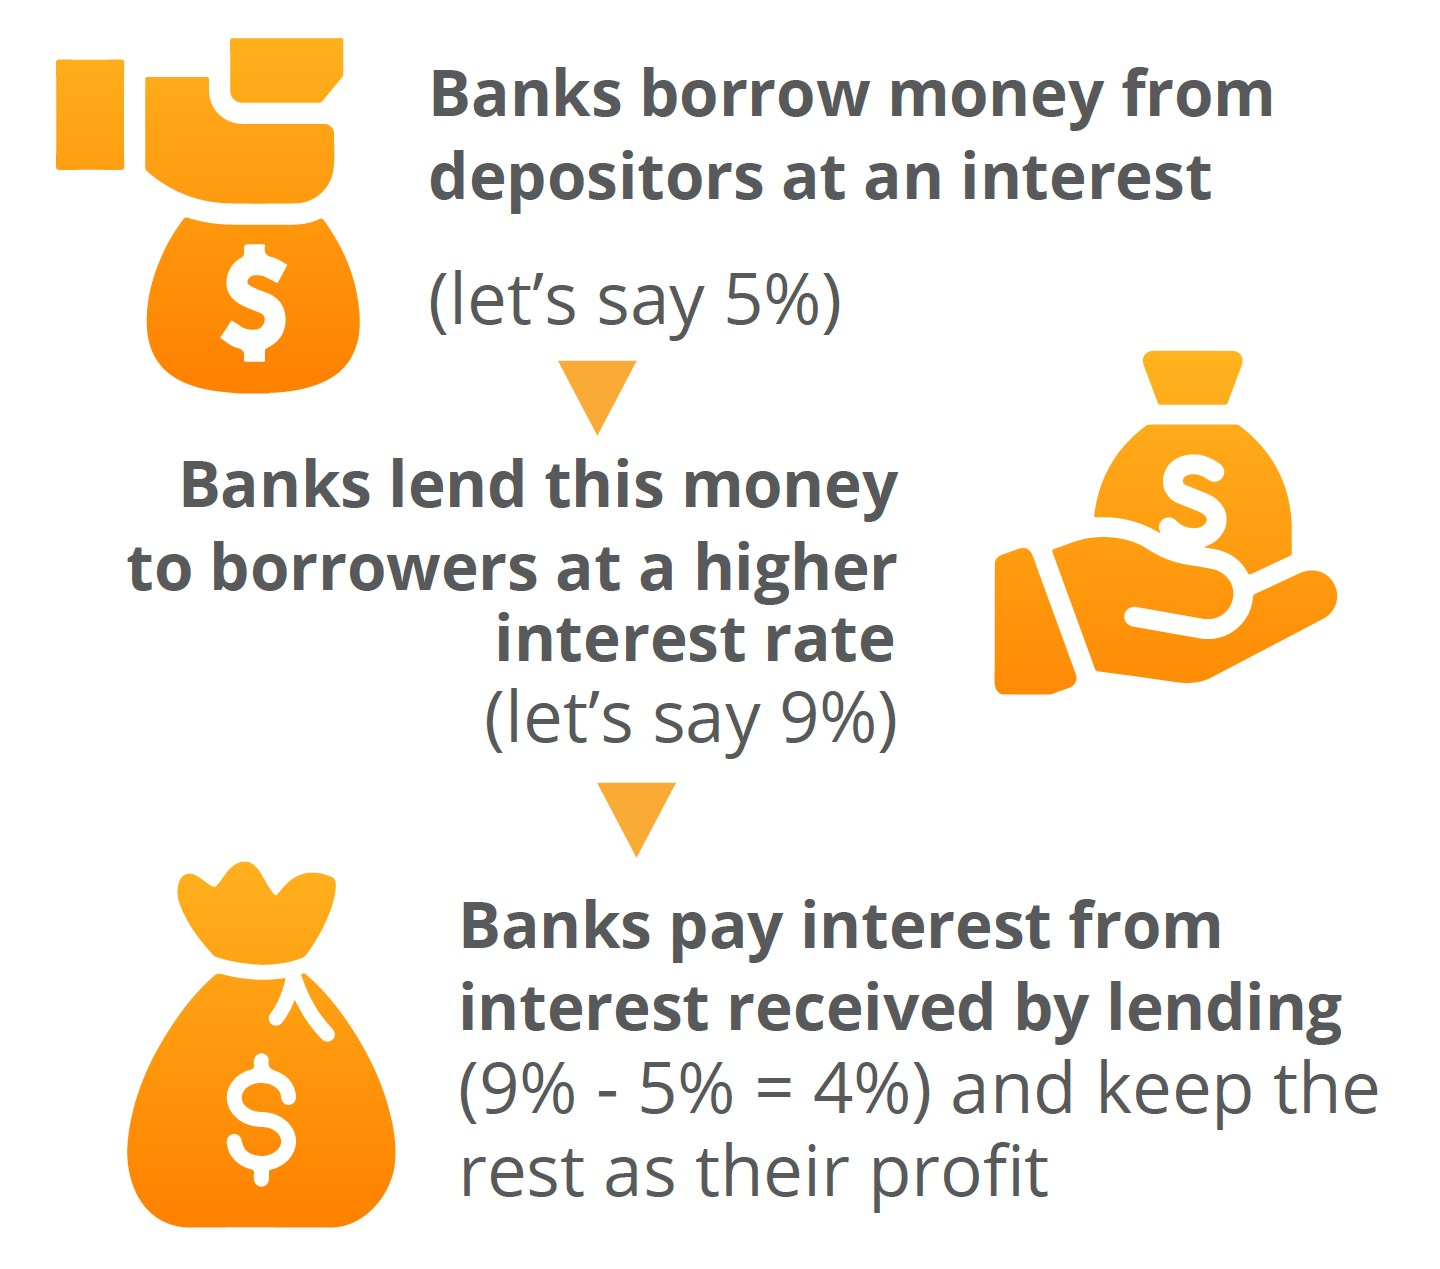 Banks borrow money from
depositors at an interest
(let’s say 5%)
Banks lend this money
to borrowers at a higher
interest rate
(let’s say 9%)
Banks pay interest from
interest received by lending
(9% - 5% = 4%) and keep the
rest as their profit
$
$
$